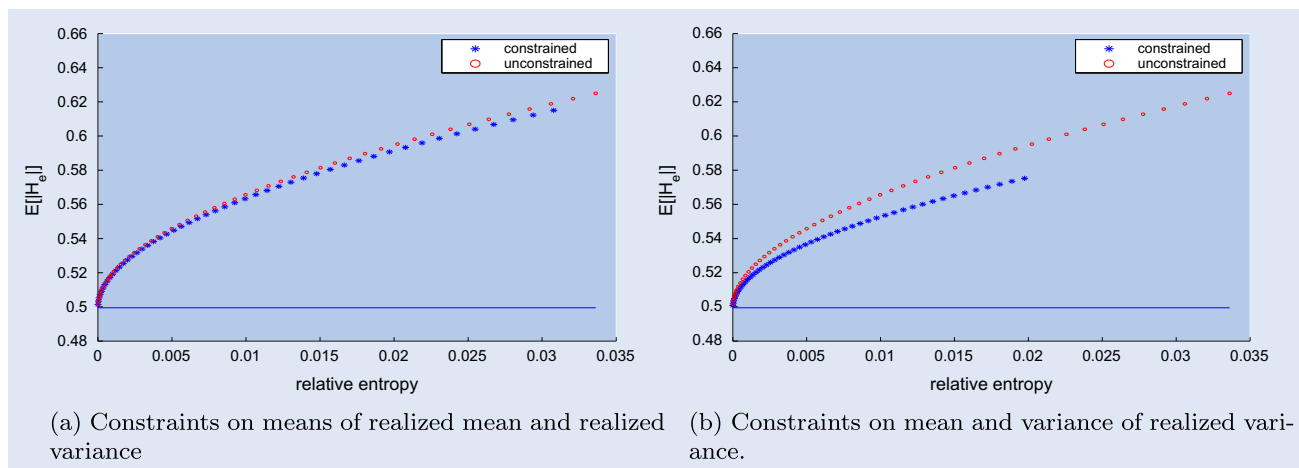 0.66
0.64
0.62
0.6
0.58
0.56
0.54
0.52
0.5
0.48
E[|H_e|]
constrained
unconstrained
0 0.005 0.01 0.015 0.02 0.025 0.03 0.035
relative entropy
(a) Constraints on means of realized mean and realized
variance
0.66
0.64
0.62
0.6
0.58
0.56
0.54
0.52
0.5
0.48
E[|H_e|]
constrained
unconstrained
0 0.005 0.01 0.015 0.02 0.025 0.03 0.035
relative entropy
(b) Constraints on mean and variance of realized vari-
ance.